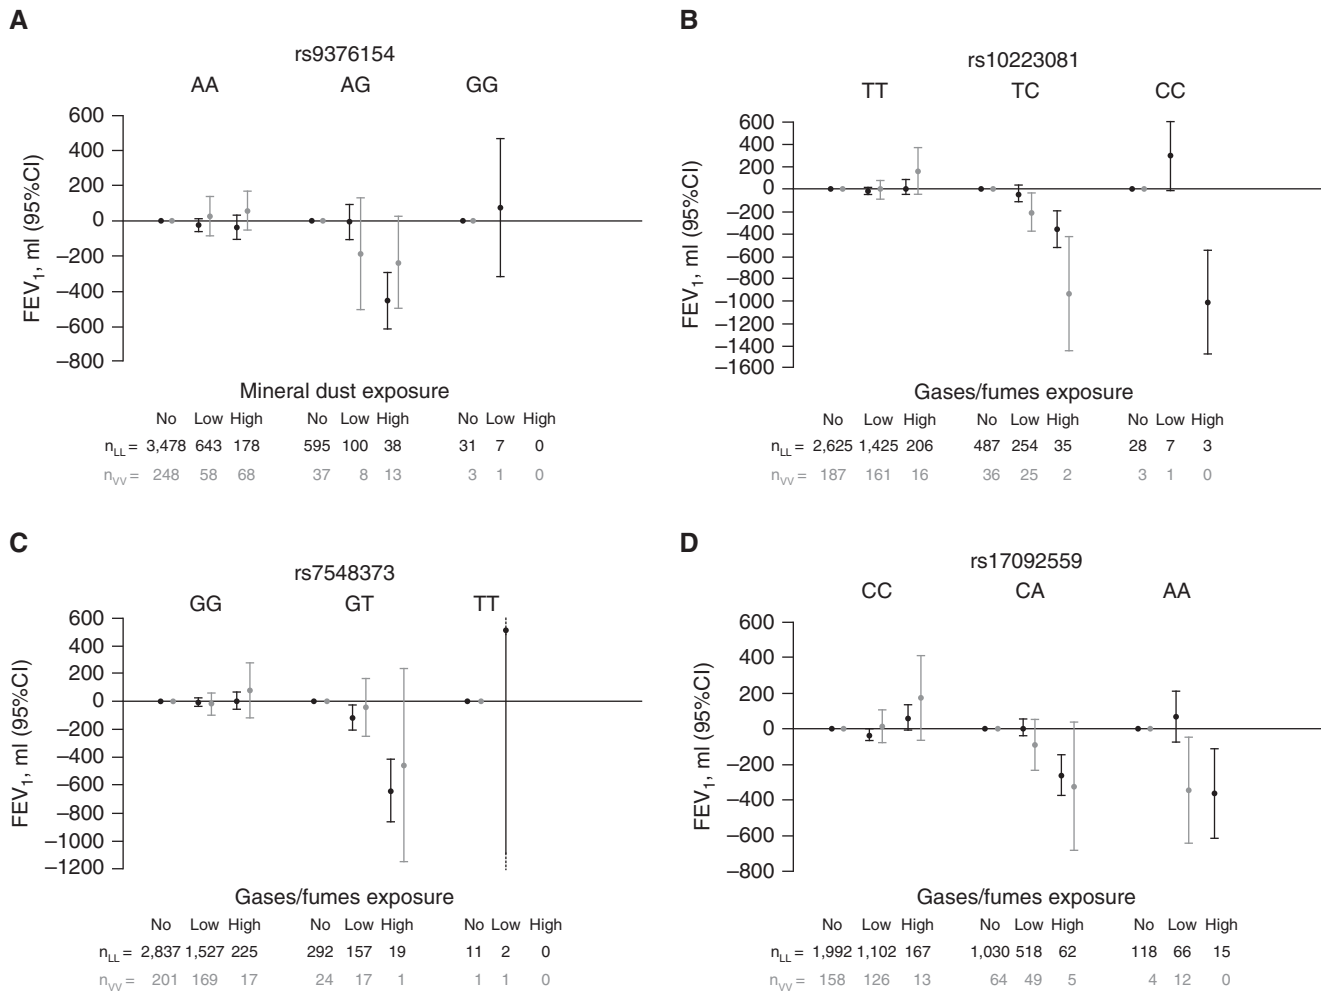 A
rs9376154
AA AG GG
600
400
200
0
–200
–400
–600
–800
FEV1, ml (95%CI)
Mineral dust exposure
No Low High No Low High No Low High
nLL = 3,478 643 178 595 100 38 31 7 0
nVV = 248 58 68 37 8 13 3 1 0
B
rs10223081
TT TC CC
600
400
200
0
–200
–400
–600
–800
–1000
–1200
–1400
–1600
FEV1, ml (95%CI)
Gases/fumes exposure
No Low High No Low High No Low High
nLL = 2,625 1,425 206 487 254 35 28 7 3
nVV = 187 161 16 36 25 2 3 1 0
C
rs7548373
GG GT TT
600
400
200
0
–200
–400
–600
–800
–1000
–1200
FEV1, ml (95%CI)
Gases/fumes exposure
No Low High No Low High No Low High
nLL = 2,837 1,527 225 292 157 19 11 2 0
nVV = 201 169 17 24 17 1 1 1 0
D
rs17092559
CC CA AA
600
400
200
0
–200
–400
–600
–800
FEV1, ml (95%CI)
Gases/fumes exposure
No Low High No Low High No Low High
nLL = 1,992 1,102 167 1,030 518 62 118 66 15
nVV = 158 126 13 64 49 5 4 12 0